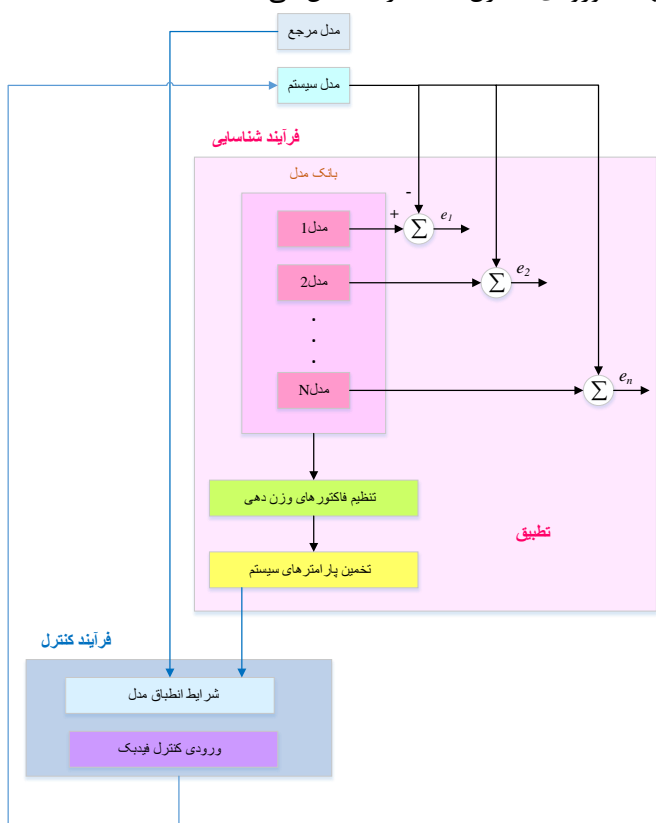 مدل مرجع
مدل سیستم
فرآیند شناسایی
بانک مدل
-
+
مدل1
∑
e1
مدل2
∑
e2
.
.
.
مدلN
∑
en
تنظیم فاکتورهای وزن دهی
تطبیق
تخمین پارامترهای سیستم
فرآیند کنترل
شرایط انطباق مدل
ورودی کنترل فیدبک